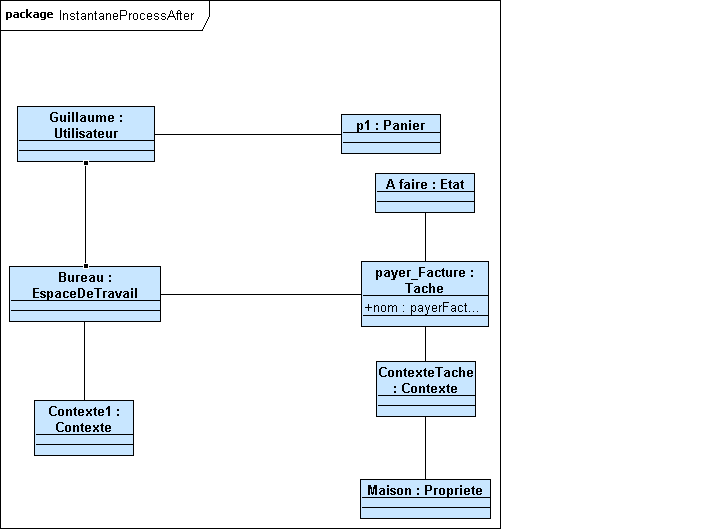 package InstantaneProcessAfter
Guillaume :
Utilisateur
p1 : Panier
A faire : Etat
Bureau :
EspaceDeTravail
payer_Facture :
Tache
+nom : payerFact...
ContexteTache
: Contexte
Contexte1 :
Contexte
Maison : Propriete